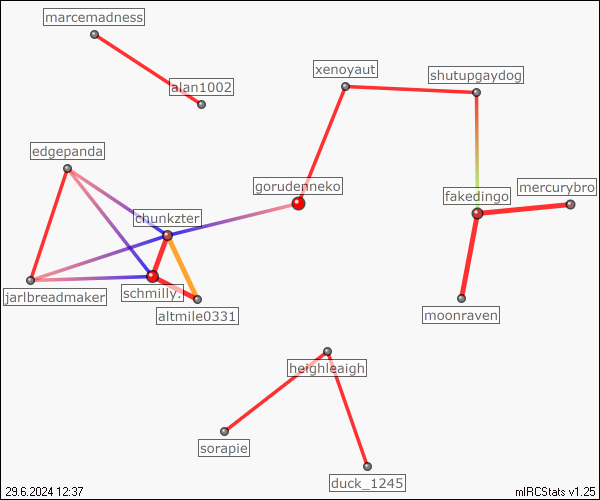 marcemadness
alan1002
xenoyaut
shutupgaydog
edgepanda
gorudenneko
fakedingo
mercurybro
chunkzter
jarlbreadmaker
schmilly.
altmile0331
moonraven
heighleaigh
sorapie
duck_1245
29.6.2024 12:37
mIRCStats v1.25